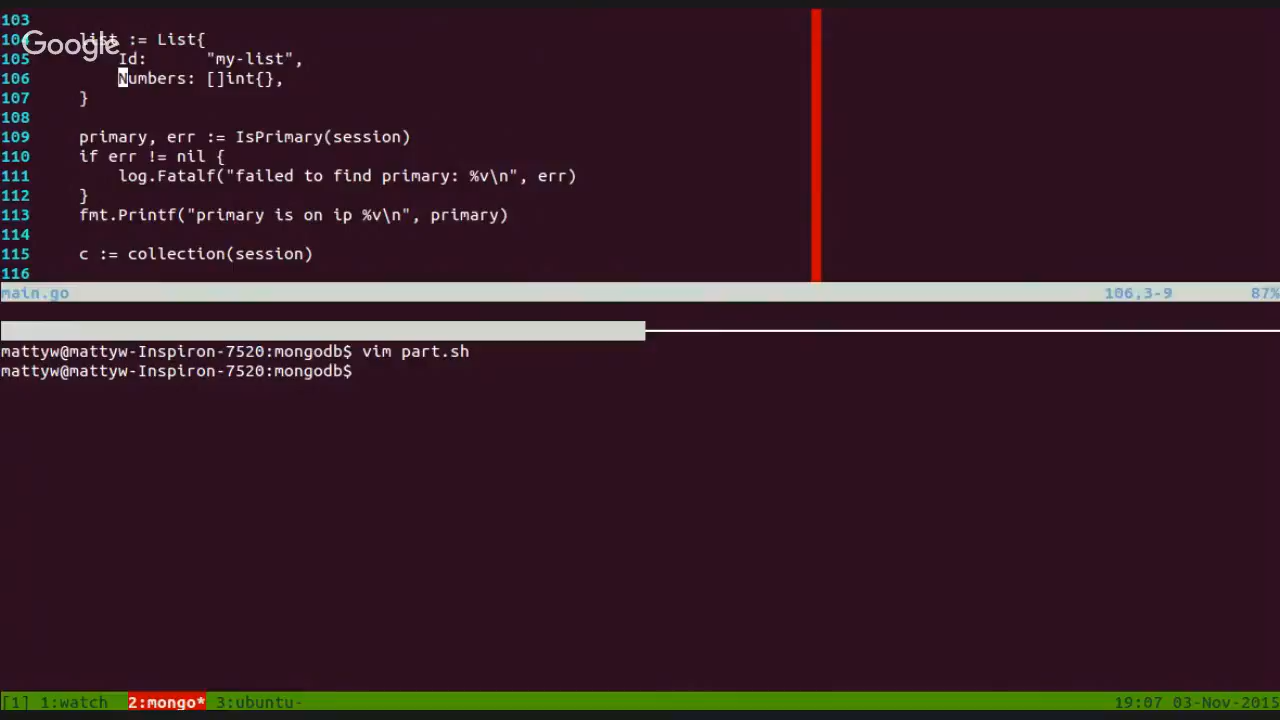 103
104 list := List{
Google
105 Id: "my-list",
106 Numbers: []int{},
107 }
108
109 primary, err := IsPrimary(session)
110 if err != nil {
111 log.Fatalf("failed to find primary: %v\n", err)
112 }
113 fmt.Printf("primary is on ip %v\n", primary)
114
115 c := collection(session)
116
main.go 106,3-9 87%
mattyw@mattyw-Inspiron-7520:mongodb$ vim part.sh
mattyw@mattyw-Inspiron-7520:mongodb$
[1] 1:watch 2:mongo* 3:ubuntu- 19:07 03-Nov-2015